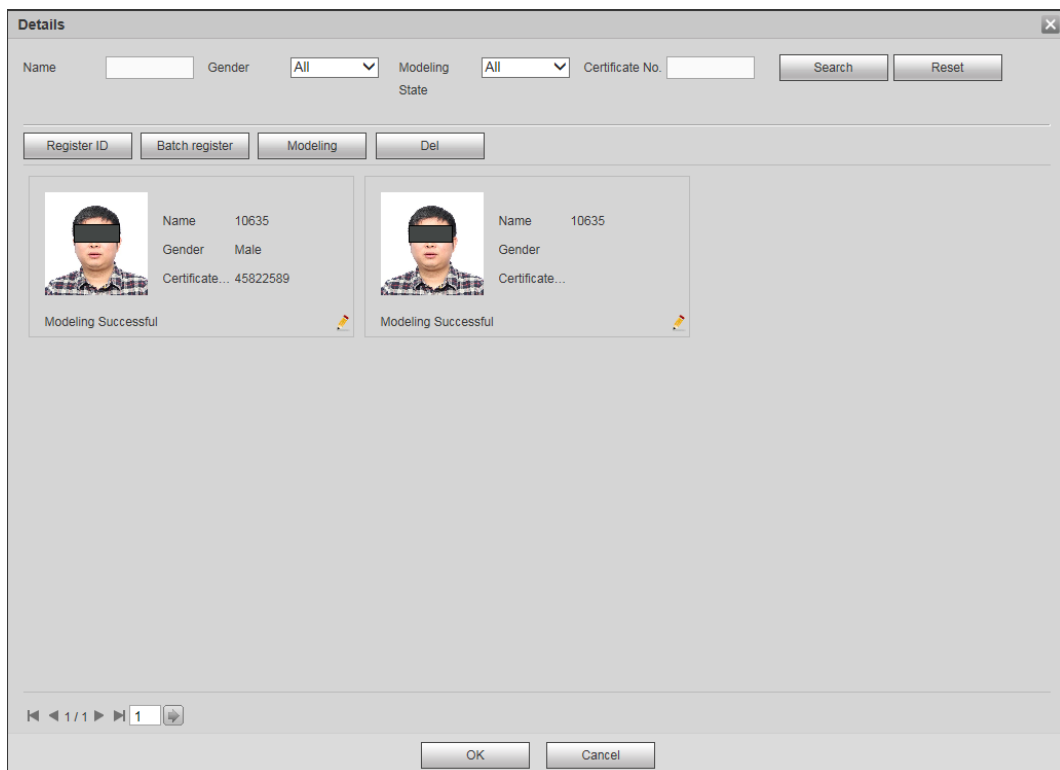 Details
Name Gender All Modeling State All Certificate No. Search Reset
Register ID Batch register Modeling Del
Name 10635
Gender Male
Certificate... 45822589
Modeling Successful
Name 10635
Gender
Certificate...
Modeling Successful
1 / 1 1
OK Cancel